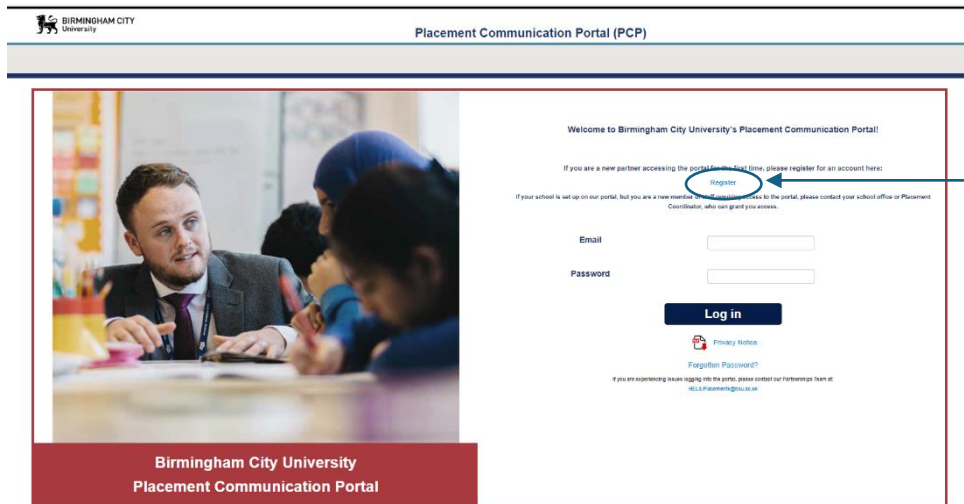 BIRMINGHAM CITY
University
Placement Communication Portal (PCP)
Welcome to Birmingham City University's Placement Communication Portal!
If you are a new partner accessing the portal for the first time, please register for an account here:
Register
If your school is set up on our portal, but you are a new member of staff requiring access to the portal, please contact your school office or Placement
Coordinator, who can grant you access.
Email
Password
Log in
Privacy Notice
Forgotten Password?
If you are experiencing issues logging into the portal, please contact our Partnerships Team at
HELS.Placements@bcu.ac.uk
Birmingham City University
Placement Communication Portal